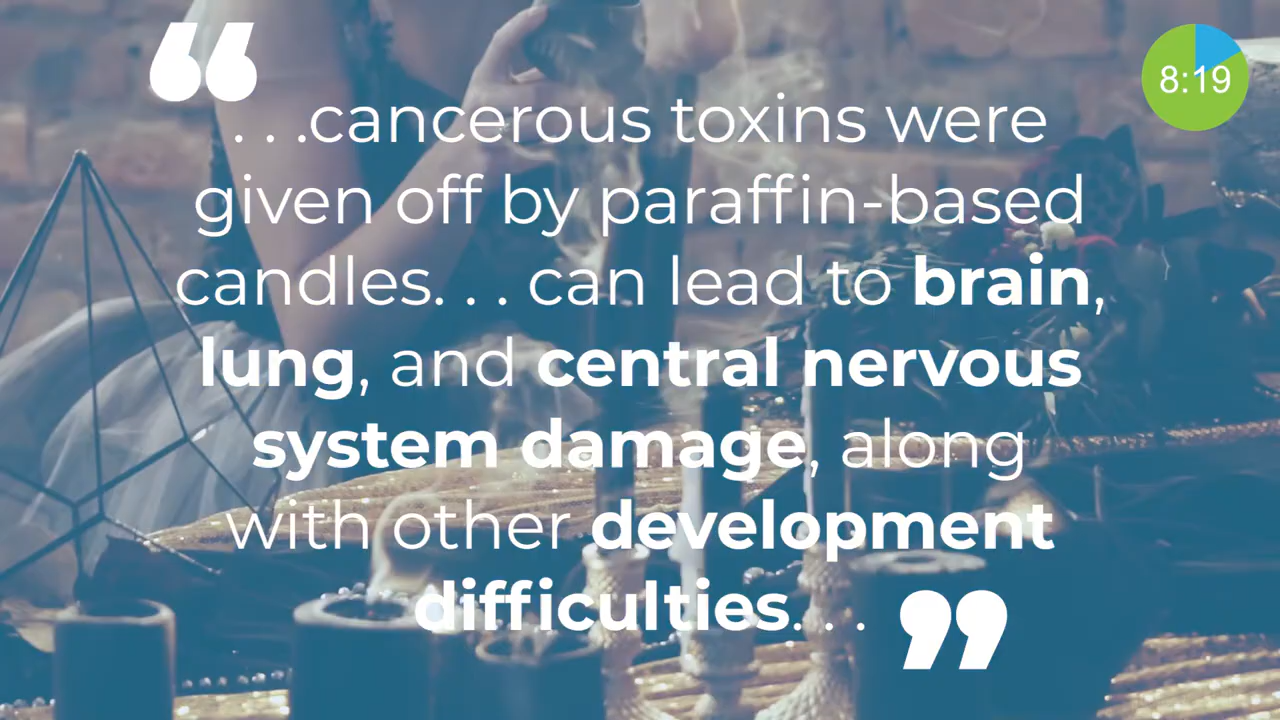 “
8:19
. . .cancerous toxins were
given off by paraffin-based
candles. . . can lead to brain,
lung, and central nervous
system damage, along
with other development
difficulties. . .
”